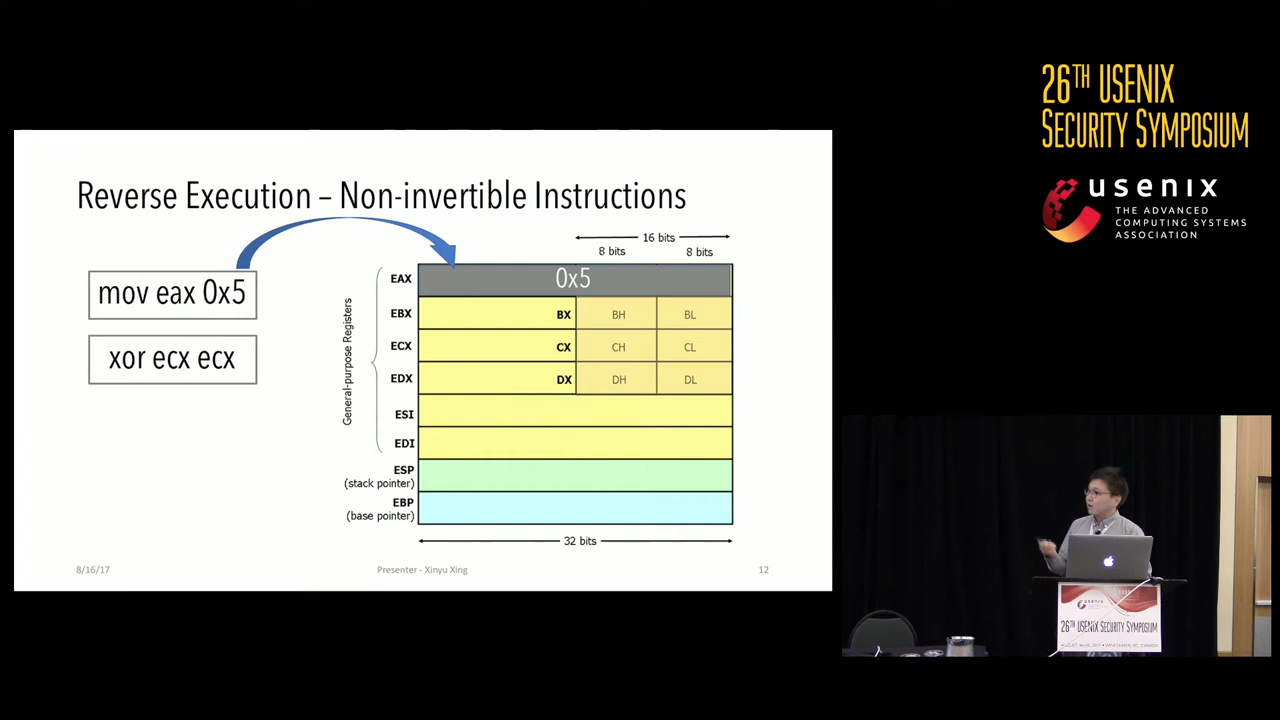 26TH USENIX
SECURITY SYMPOSIUM
usenix
THE ADVANCED
COMPUTING SYSTEMS
ASSOCIATION
Reverse Execution – Non-invertible Instructions
mov eax 0x5
xor ecx ecx
General-purpose Registers
16 bits
8 bits 8 bits
EAX 0x5
EBX BX BH BL
ECX CX CH CL
EDX DX DH DL
ESI
EDI
ESP
(stack pointer)
EBP
(base pointer)
32 bits
8/16/17 Presenter - Xinyu Xing 12
usenix
26TH USENIX SECURITY SYMPOSIUM